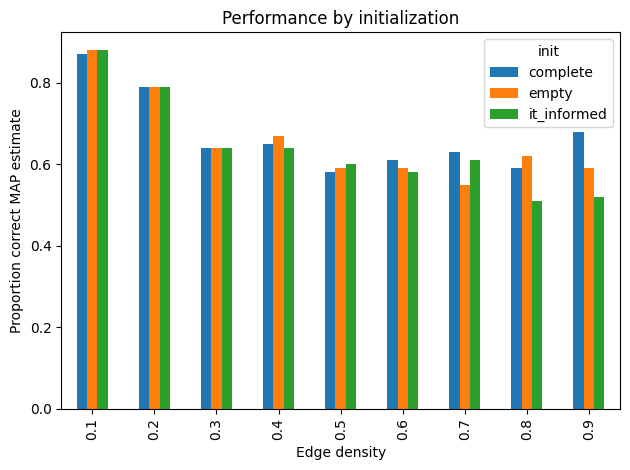 Performance by initialization
init
complete
empty
it_informed
Proportion correct MAP estimate
0.8
0.6
0.4
0.2
0.0
0.1
0.2
0.3
0.4
0.5
0.6
0.7
0.8
0.9
Edge density